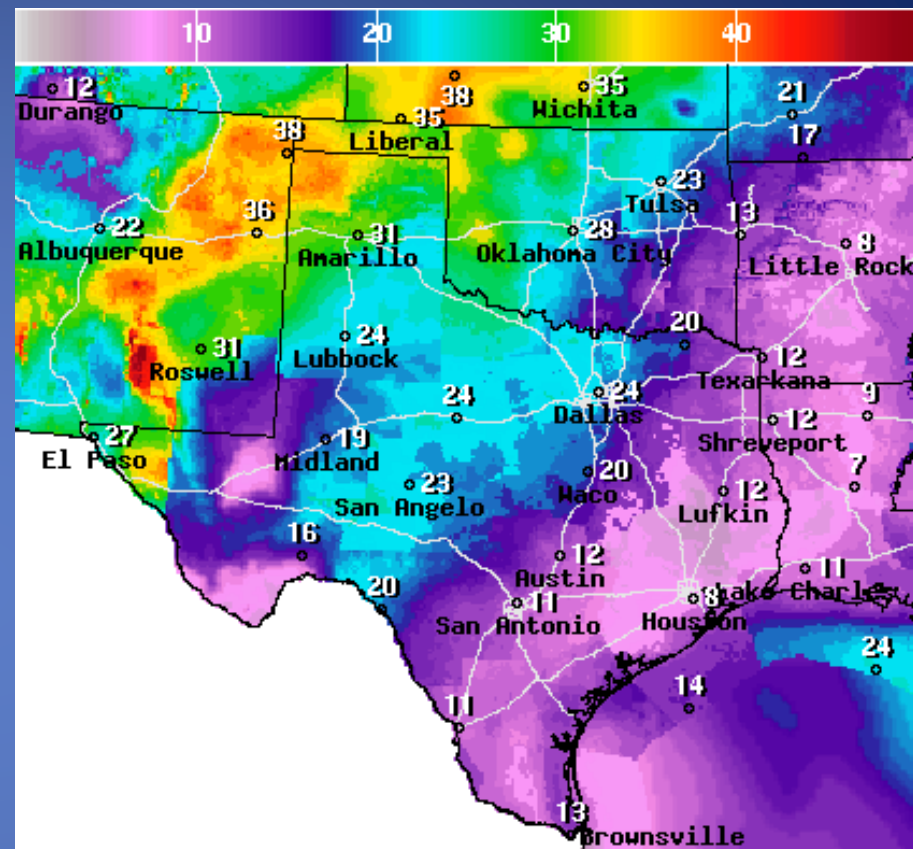 10 20 30 40
12 38 35
Durango Wichita
35 21
Liberal
38 17
23
Tulsa
22 36 31 28 13 8
Albuquerque Amarillo Oklahoma City Little Rock
31 24 20
Roswell Lubbock
12
Texarkana
24 24 9
Dallas
12
27 19 Shreveport
El Paso Midland
20 7
23 Waco 12
San Angelo Lufkin
16 12 11
Austin
20 11 8 Lake Charles
San Antonio Houston
24
11 14
13
Brownsville